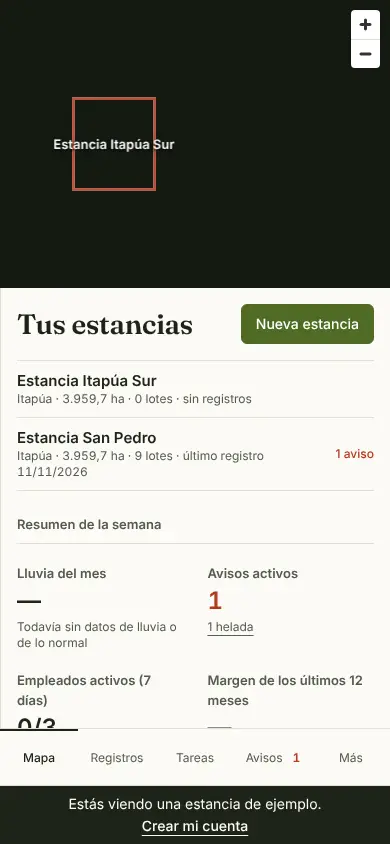 +
−
Estancia Itapúa Sur
Tus estancias
Nueva estancia
Estancia Itapúa Sur
Itapúa · 3.959,7 ha · 0 lotes · sin registros
Estancia San Pedro
Itapúa · 3.959,7 ha · 9 lotes · último registro
11/11/2026
1 aviso
Resumen de la semana
Lluvia del mes
—
Todavía sin datos de lluvia o
de lo normal
Avisos activos
1
1 helada
Empleados activos (7
días)
0/3
Margen de los últimos 12
meses
—
Mapa
Registros
Tareas
Avisos 1
Más
Estás viendo una estancia de ejemplo.
Crear mi cuenta